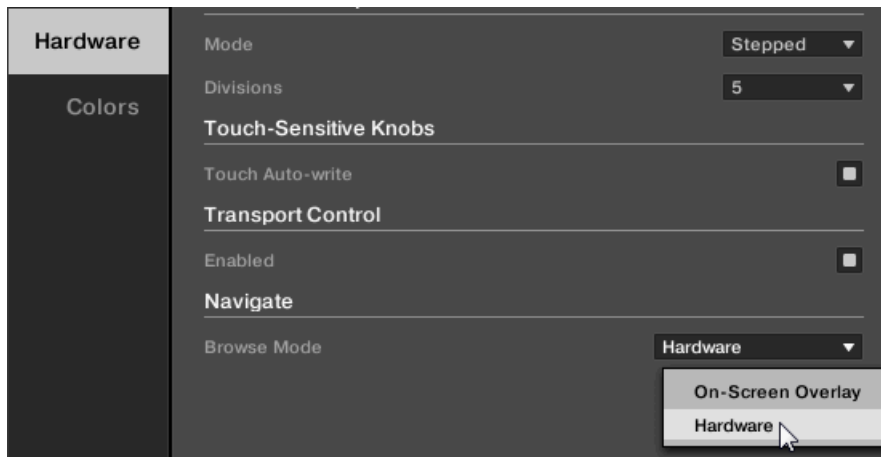 Hardware
Colors
Mode
Stepped
Divisions
5
Touch-Sensitive Knobs
Touch Auto-write
Transport Control
Enabled
Navigate
Browse Mode
Hardware
On-Screen Overlay
Hardware